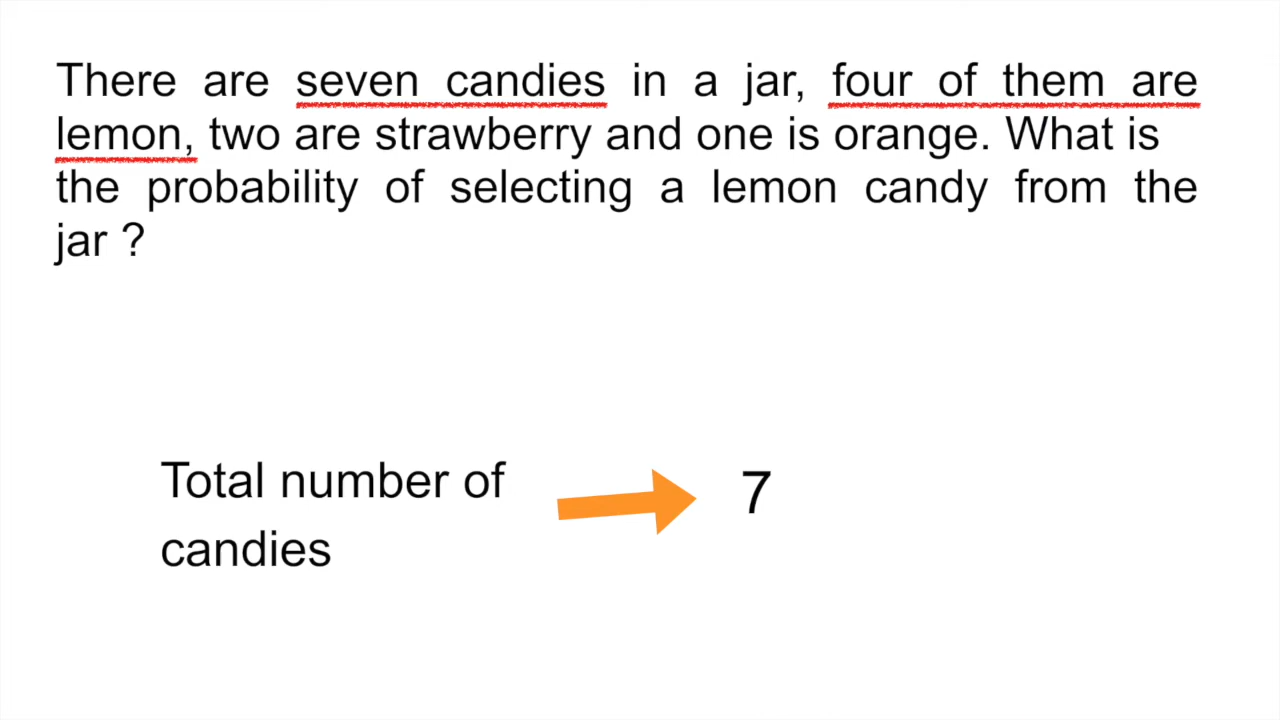 There are seven candies in a jar, four of them are
lemon, two are strawberry and one is orange. What is
the probability of selecting a lemon candy from the
jar ?
Total number of
candies
7